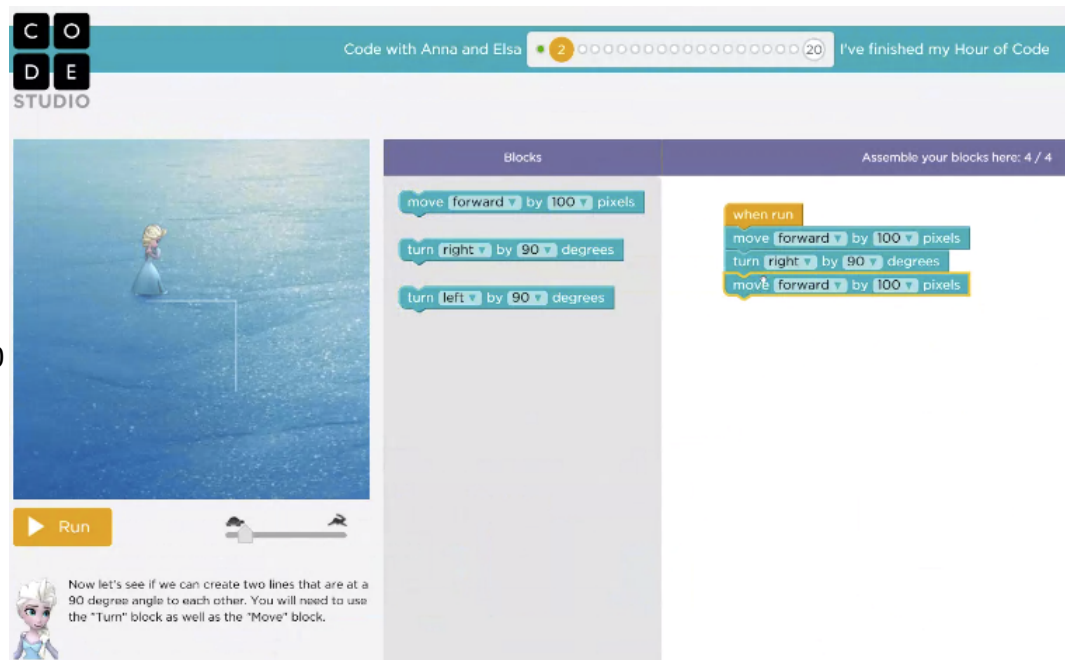 CO
DE
STUDIO
Code with Anna and Elsa 2 20 I've finished my Hour of Code
Blocks
Assemble your blocks here: 4 / 4
move forward by 100 pixels
turn right by 90 degrees
turn left by 90 degrees
when run
move forward by 100 pixels
turn right by 90 degrees
move forward by 100 pixels
Run
Now let's see if we can create two lines that are at a
90 degree angle to each other. You will need to use
the "Turn" block as well as the "Move" block.